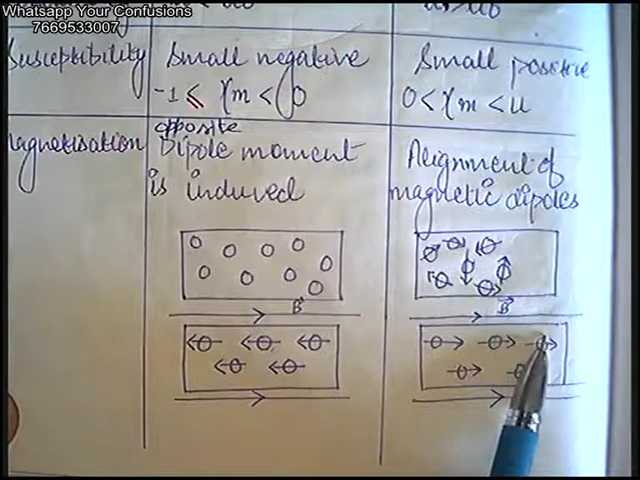 Whatsapp Your Confusions
7669533007
Susceptibility
Small negative
-1 ≤ χm < 0
Small positive
0 < χm < u
Magnetisation
opposite
Dipole moment
is induced
Alignment of
magnetic dipoles
B
B